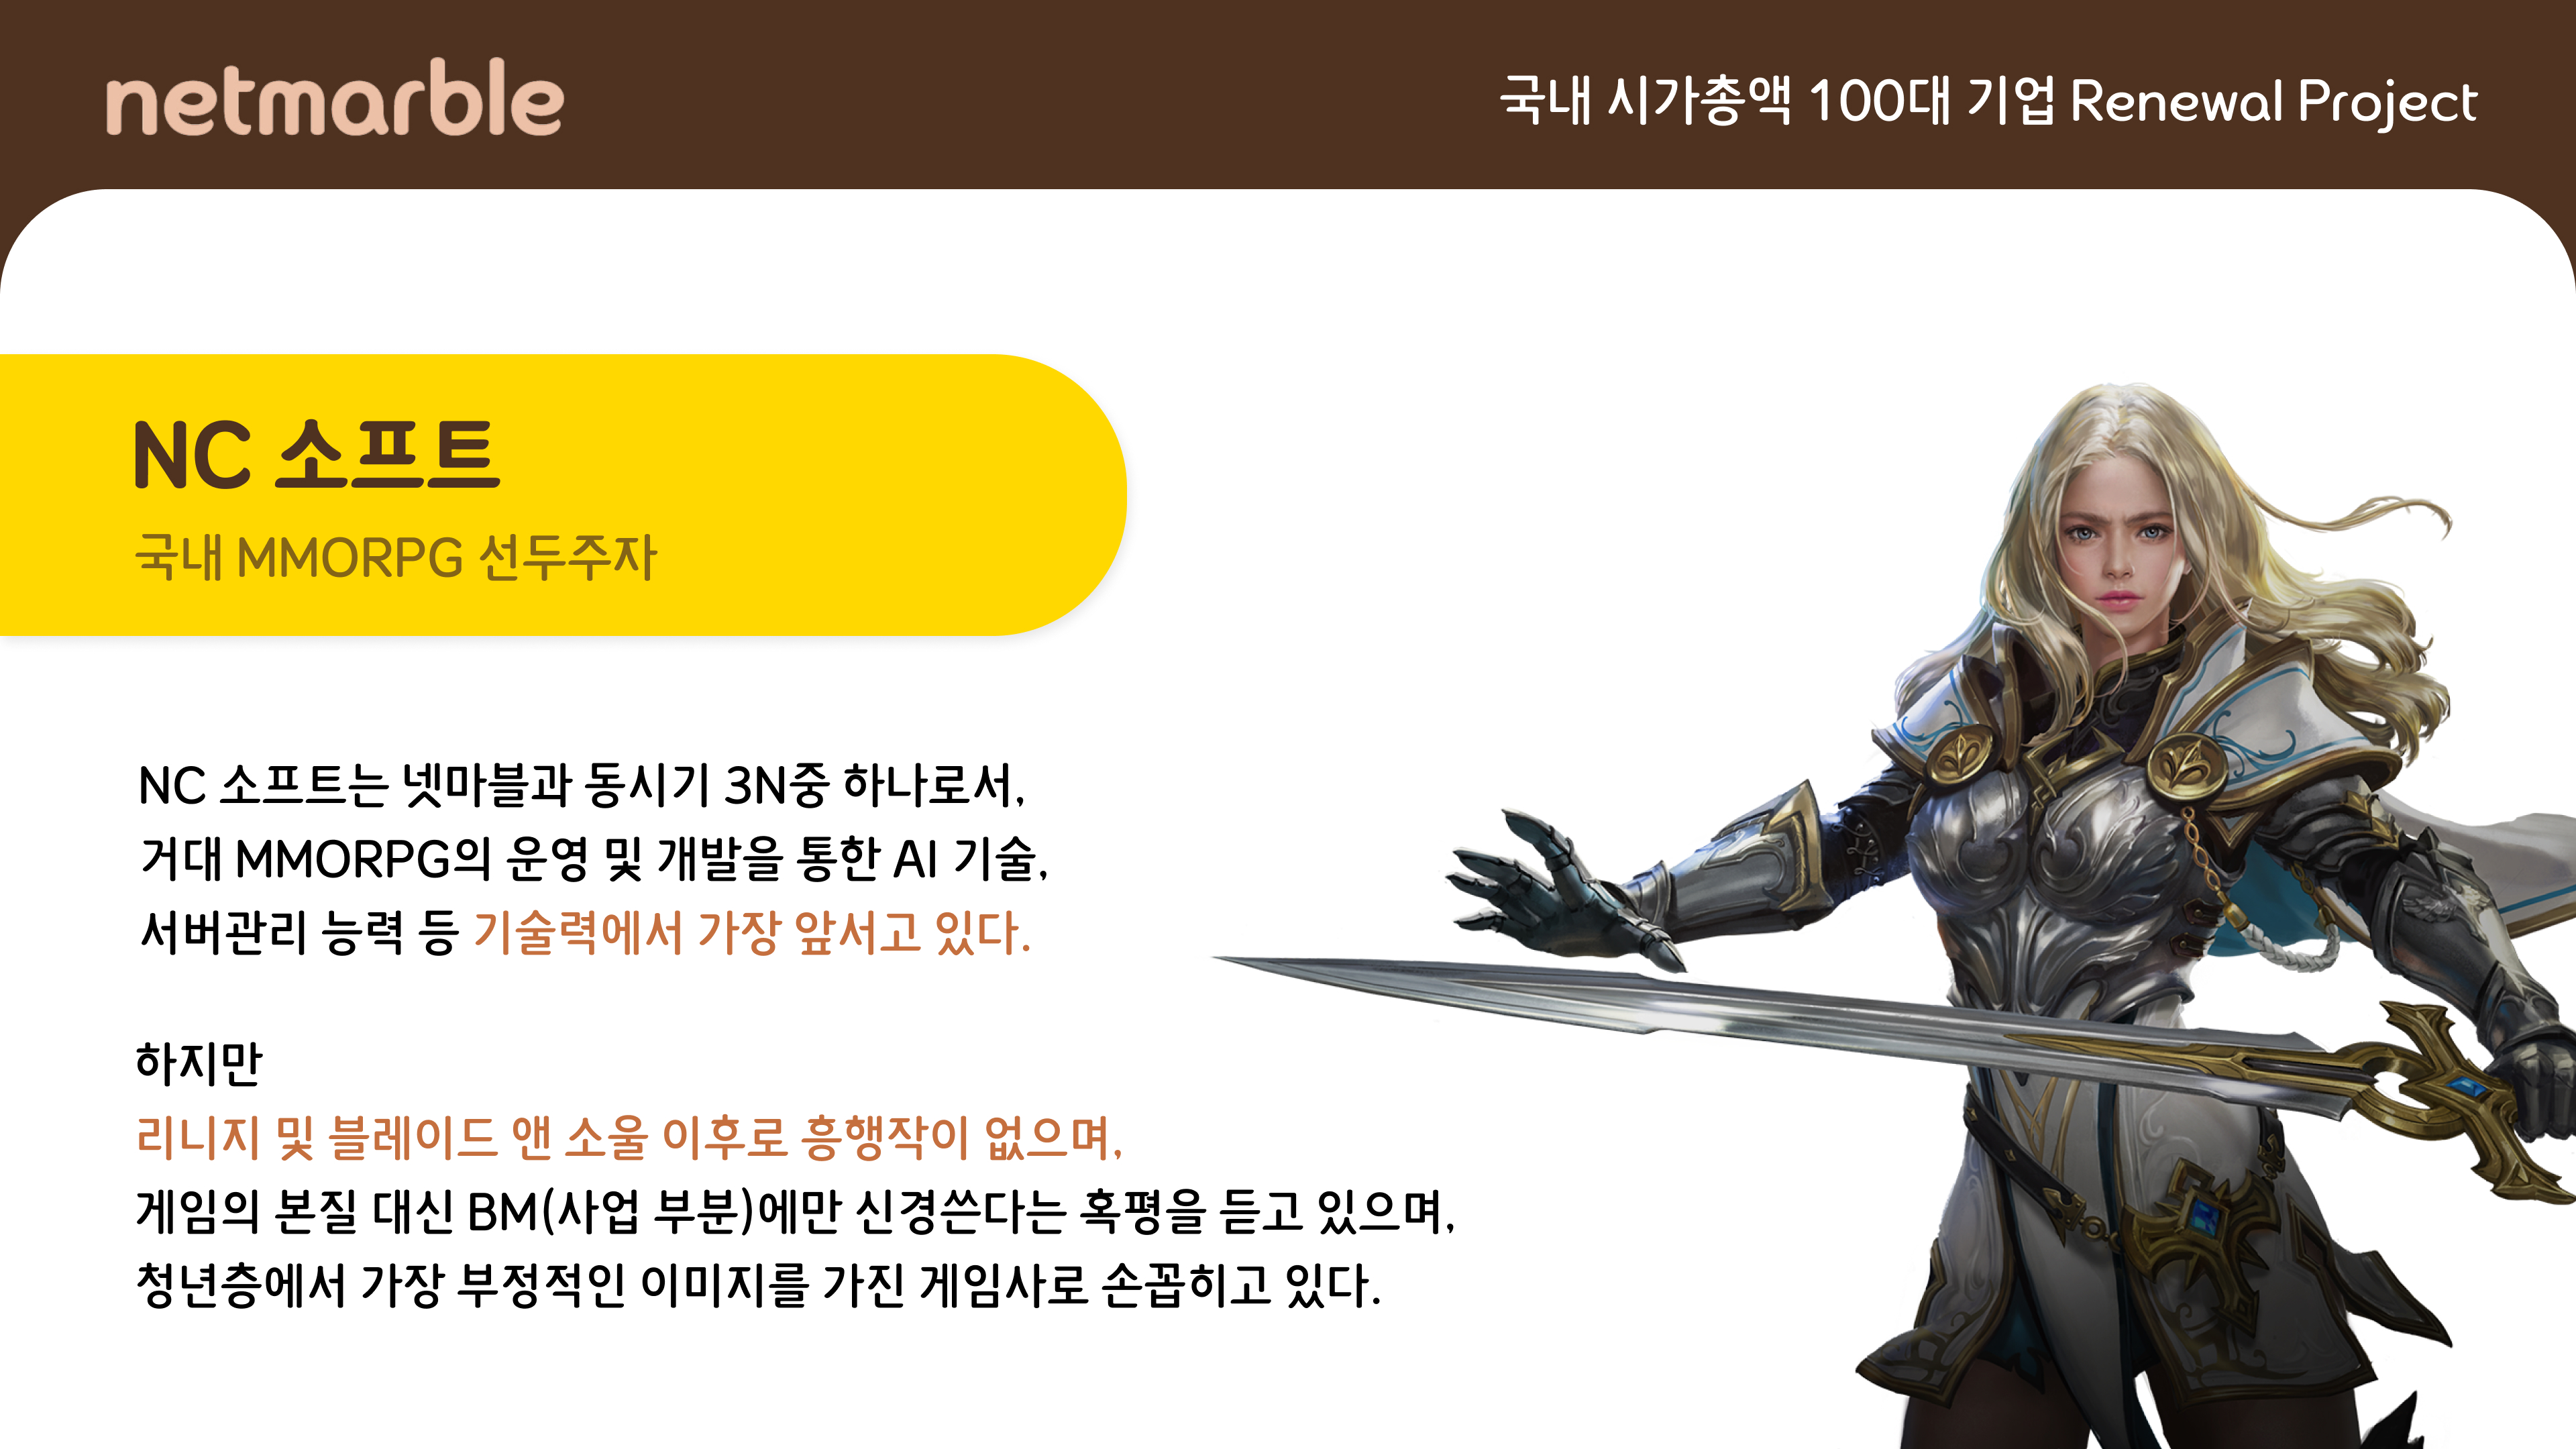 netmarble
국내 시가총액 100대 기업 Renewal Project
NC 소프트
국내 MMORPG 선두주자
NC 소프트는 넷마블과 동시기 3N중 하나로서,
거대 MMORPG의 운영 및 개발을 통한 AI 기술,
서버관리 능력 등 기술력에서 가장 앞서고 있다.
하지만
리니지 및 블레이드 앤 소울 이후로 흥행작이 없으며,
게임의 본질 대신 BM(사업 부분)에만 신경쓴다는 혹평을 듣고 있으며,
청년층에서 가장 부정적인 이미지를 가진 게임사로 손꼽히고 있다.